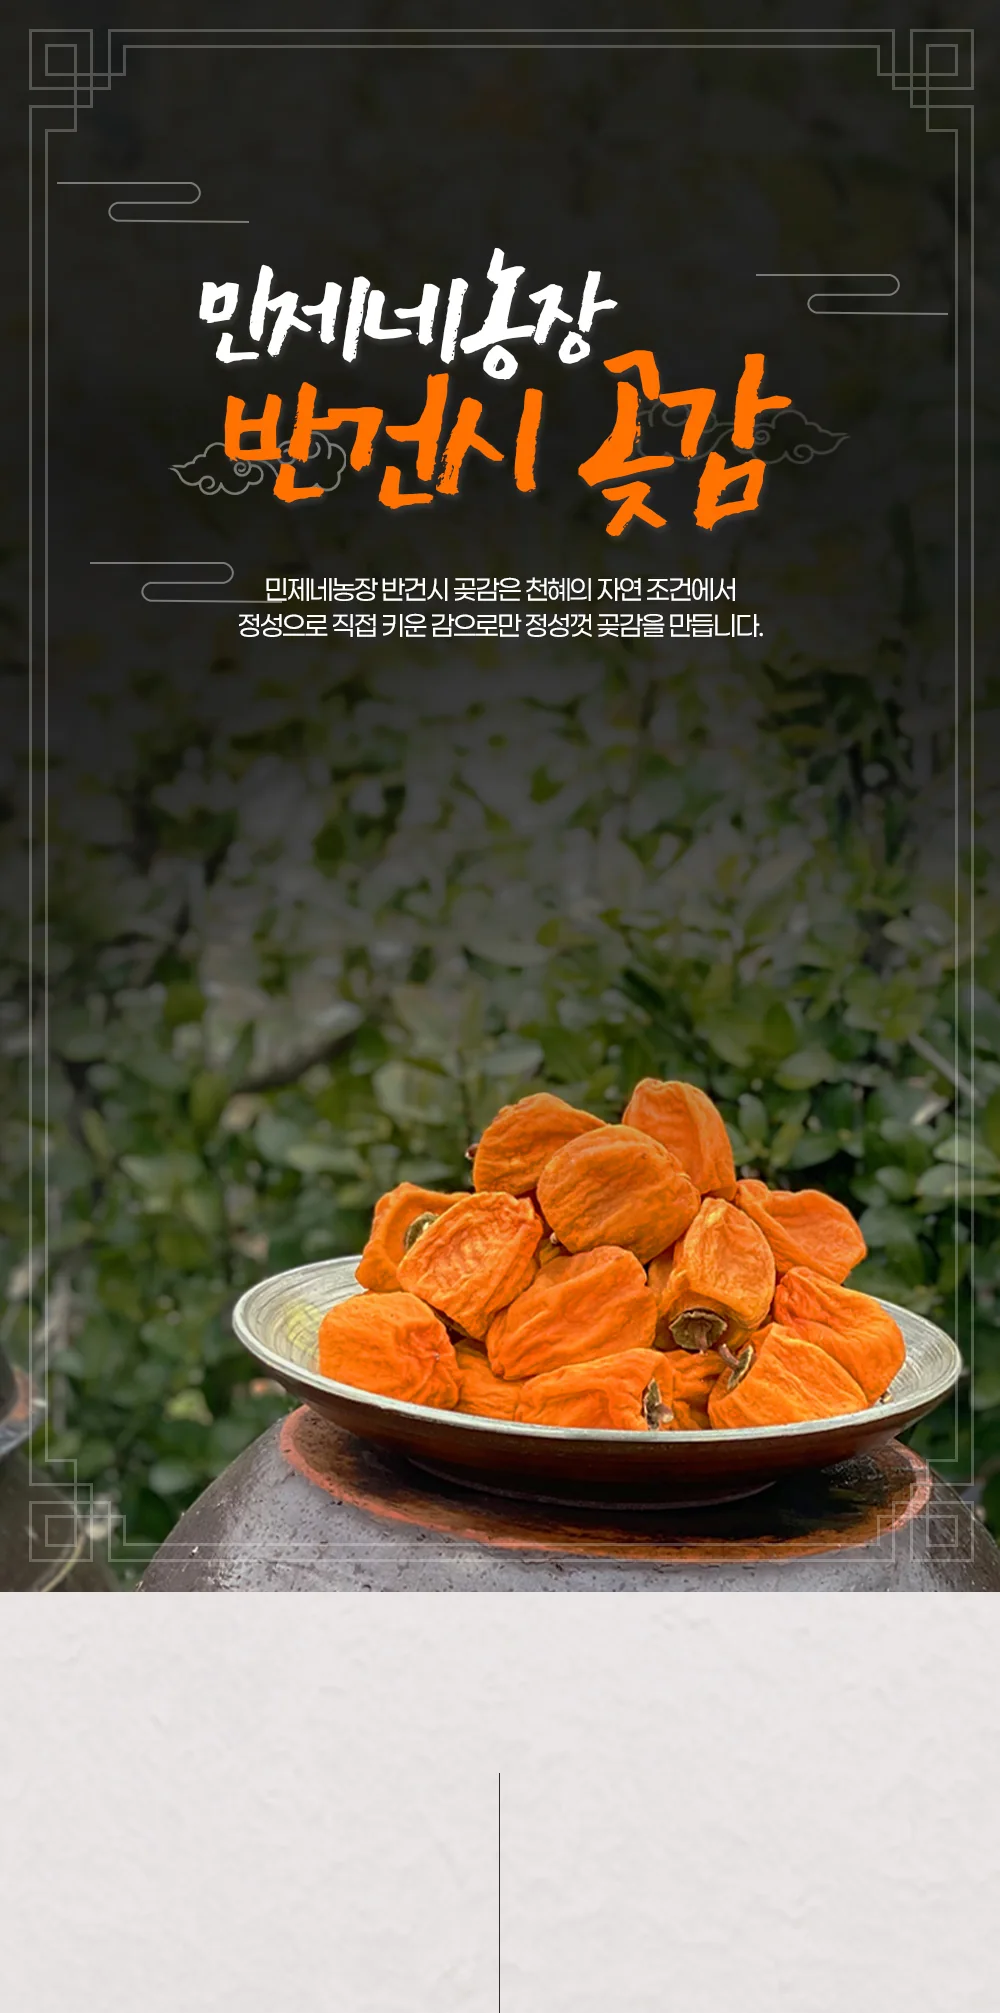 민제네농장
반건시 곶감
민제네농장 반건시 곶감은 천혜의 자연 조건에서
정성으로 직접 키운 감으로만 정성껏 곶감을 만듭니다.